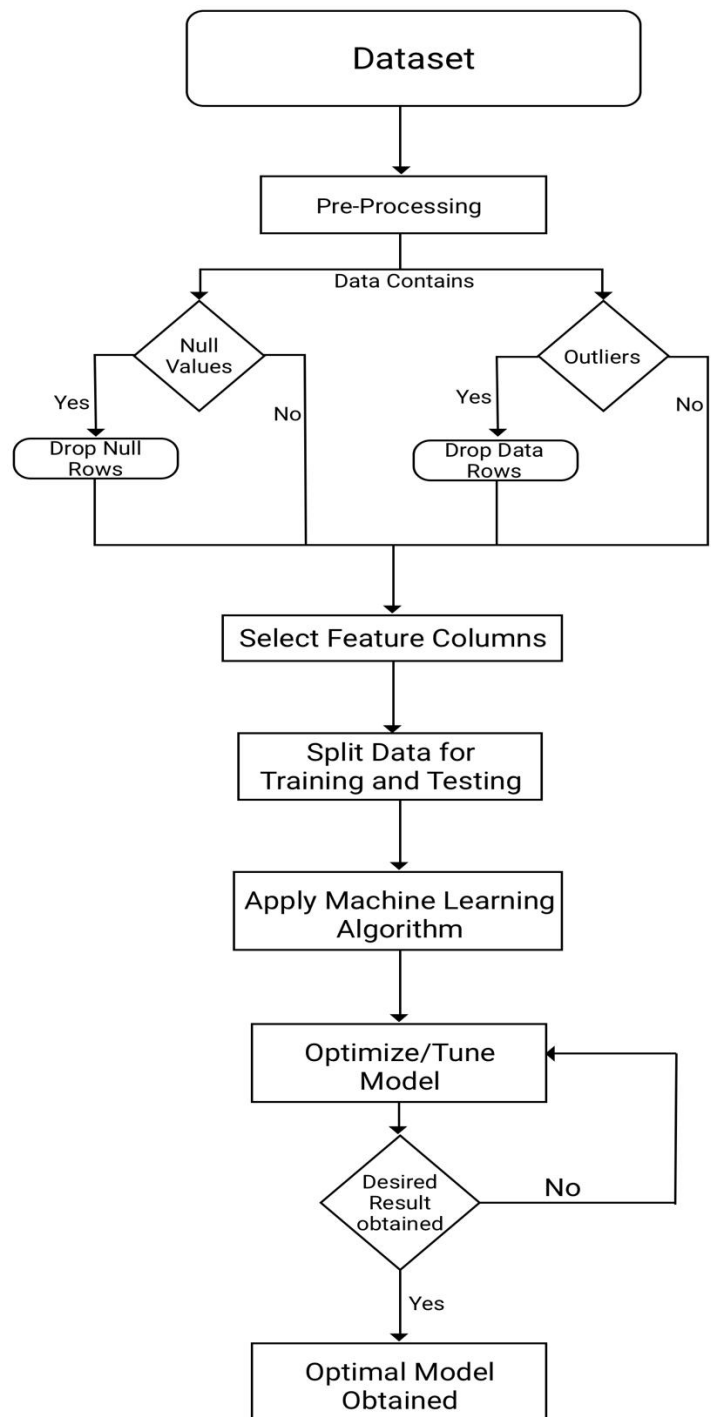 Dataset
Pre-Processing
Data Contains
Null
Values
Outliers
Yes
No
Yes
No
Drop Null
Rows
Drop Data
Rows
Select Feature Columns
Split Data for
Training and Testing
Apply Machine Learning
Algorithm
Optimize/Tune
Model
Desired
Result
obtained
No
Yes
Optimal Model
Obtained